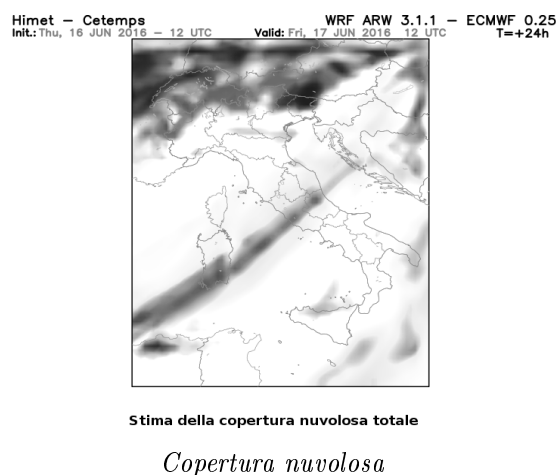 Himet – Cetemps WRF ARW 3.1.1 – ECMWF 0.25
Init.: Thu, 16 JUN 2016 – 12 UTC Valid: Fri, 17 JUN 2016 12 UTC T=+24h
Stima della copertura nuvolosa totale
Copertura nuvolosa